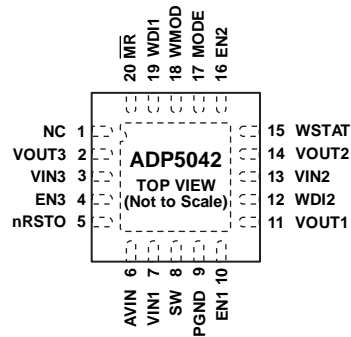 20 MR
19 WDI1
18 WMOD
17 MODE
16 EN2
NC 1
VOUT3 2
VIN3 3
EN3 4
nRSTO 5
ADP5042
TOP VIEW
(Not to Scale)
15 WSTAT
14 VOUT2
13 VIN2
12 WDI2
11 VOUT1
AVIN 6
VIN1 7
SW 8
PGND 9
EN1 10